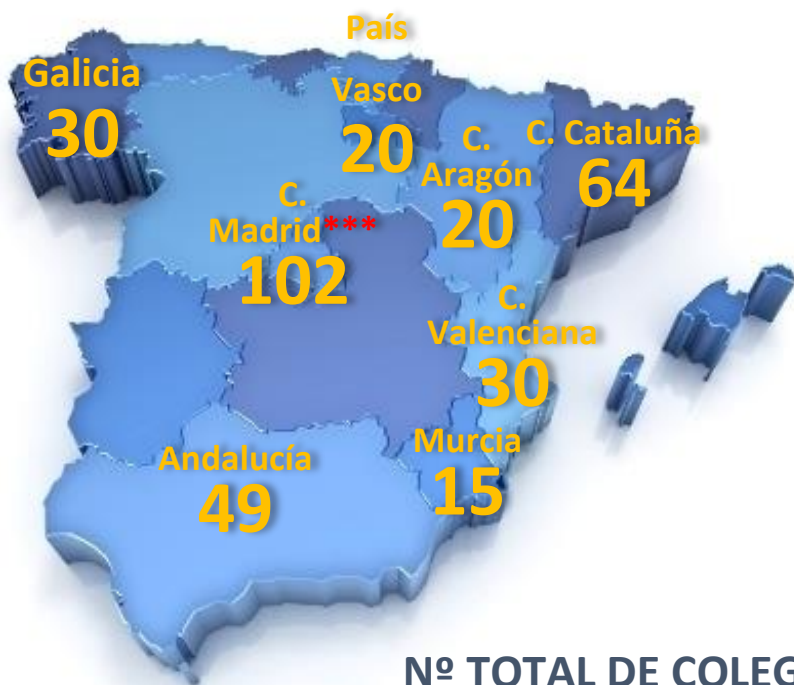 País
Vasco
20
Galicia
30
C.
Aragón
20
C. Cataluña
64
C.
Madrid***
102
C.
Valenciana
30
Murcia
15
Andalucía
49
Nº TOTAL DE COLEG